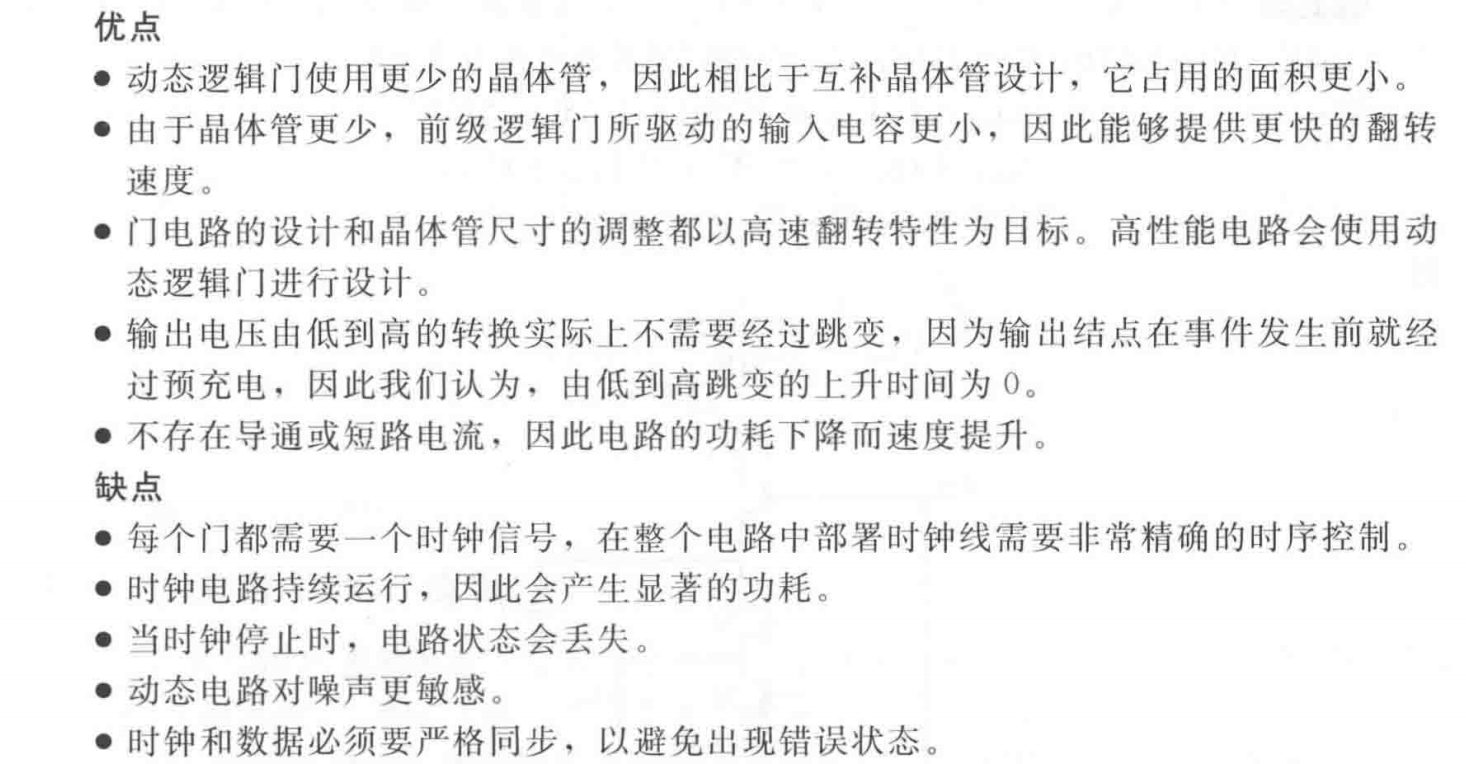 优点
● 动态逻辑门使用更少的晶体管，因此相比于互补晶体管设计，它占用的面积更小。
● 由于晶体管更少，前级逻辑门所驱动的输入电容更小，因此能够提供更快的翻转
速度。
● 门电路的设计和晶体管尺寸的调整都以高速翻转特性为目标。高性能电路会使用动
态逻辑门进行设计。
● 输出电压由低到高的转换实际上不需要经过跳变，因为输出结点在事件发生前就经
过预充电，因此我们认为，由低到高跳变的上升时间为 0。
● 不存在导通或短路电流，因此电路的功耗下降而速度提升。
缺点
● 每个门都需要一个时钟信号，在整个电路中部署时钟线需要非常精确的时序控制。
● 时钟电路持续运行，因此会产生显著的功耗。
● 当时钟停止时，电路状态会丢失。
● 动态电路对噪声更敏感。
● 时钟和数据必须要严格同步，以避免出现错误状态。